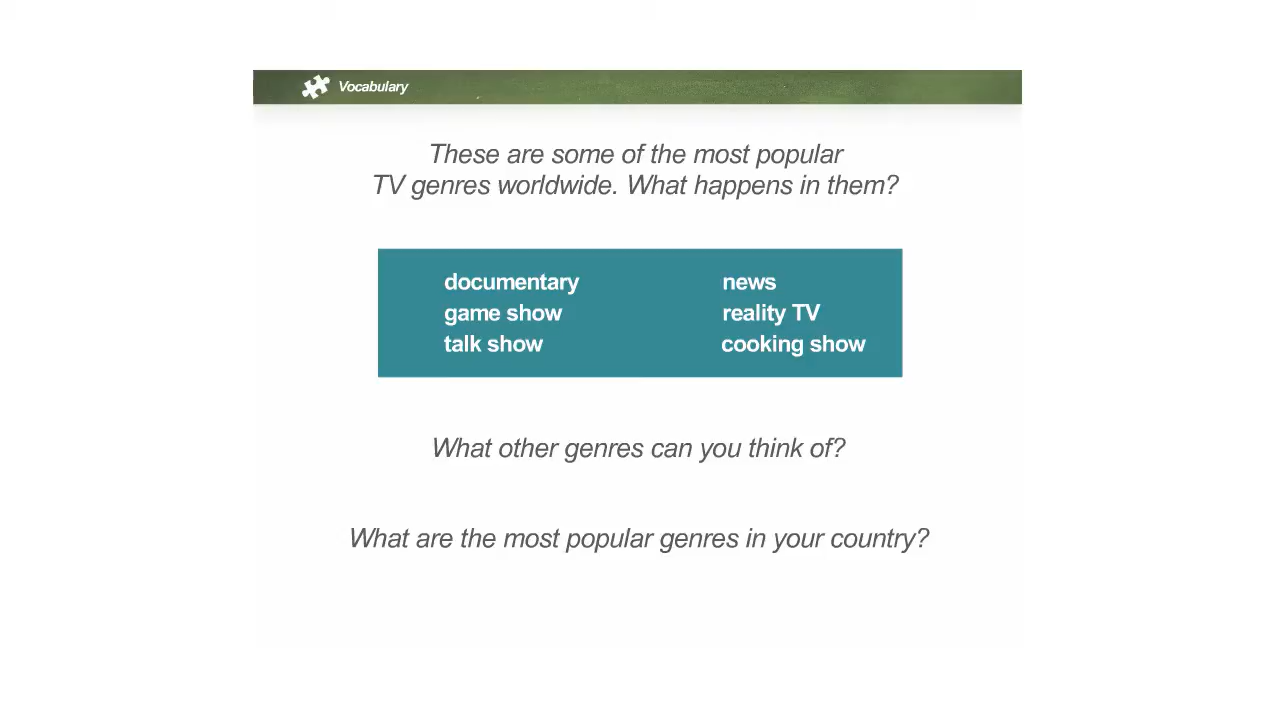 Vocabulary
These are some of the most popular
TV genres worldwide. What happens in them?
documentary
game show
talk show
news
reality TV
cooking show
What other genres can you think of?
What are the most popular genres in your country?